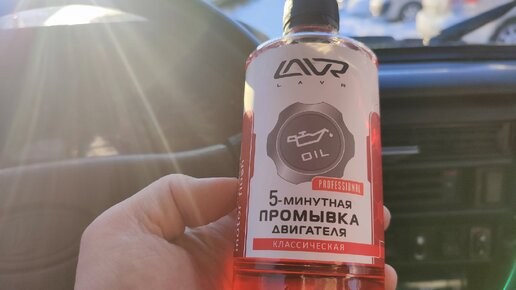 LAVR
LAVR
OIL
PROFESSIONAL
5-МИНУТНАЯ
ПРОМЫВКА
ДВИГАТЕЛЯ
КЛАССИЧЕСКАЯ